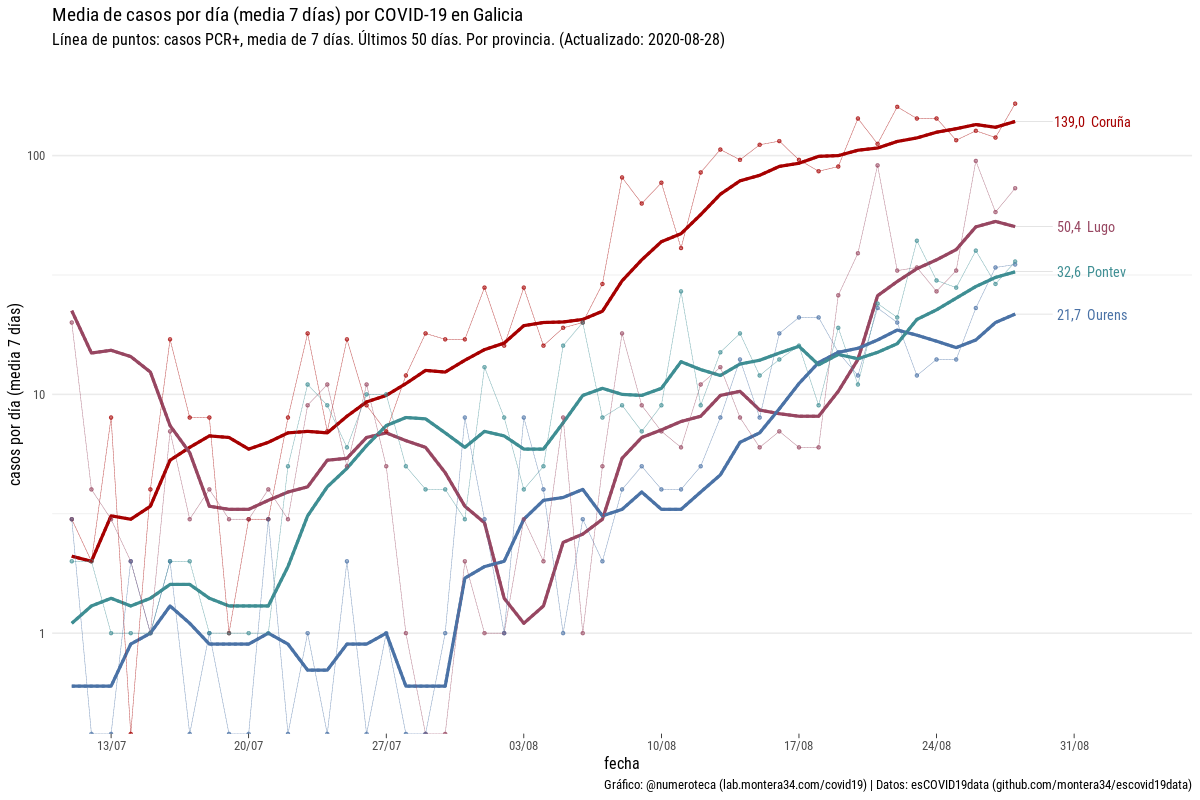 Media de casos por día (media 7 días) por COVID-19 en Galicia
Línea de puntos: casos PCR+, media de 7 días. Últimos 50 días. Por provincia. (Actualizado: 2020-08-28)
casos por día (media 7 días)
100
10
1
139,0 Coruña
50,4 Lugo
32,6 Pontev
21,7 Ourens
13/07
20/07
27/07
03/08
10/08
17/08
24/08
31/08
fecha
Gráfico: @numeroteca (lab.montera34.com/covid19) | Datos: esCOVID19data (github.com/montera34/escovid19data)